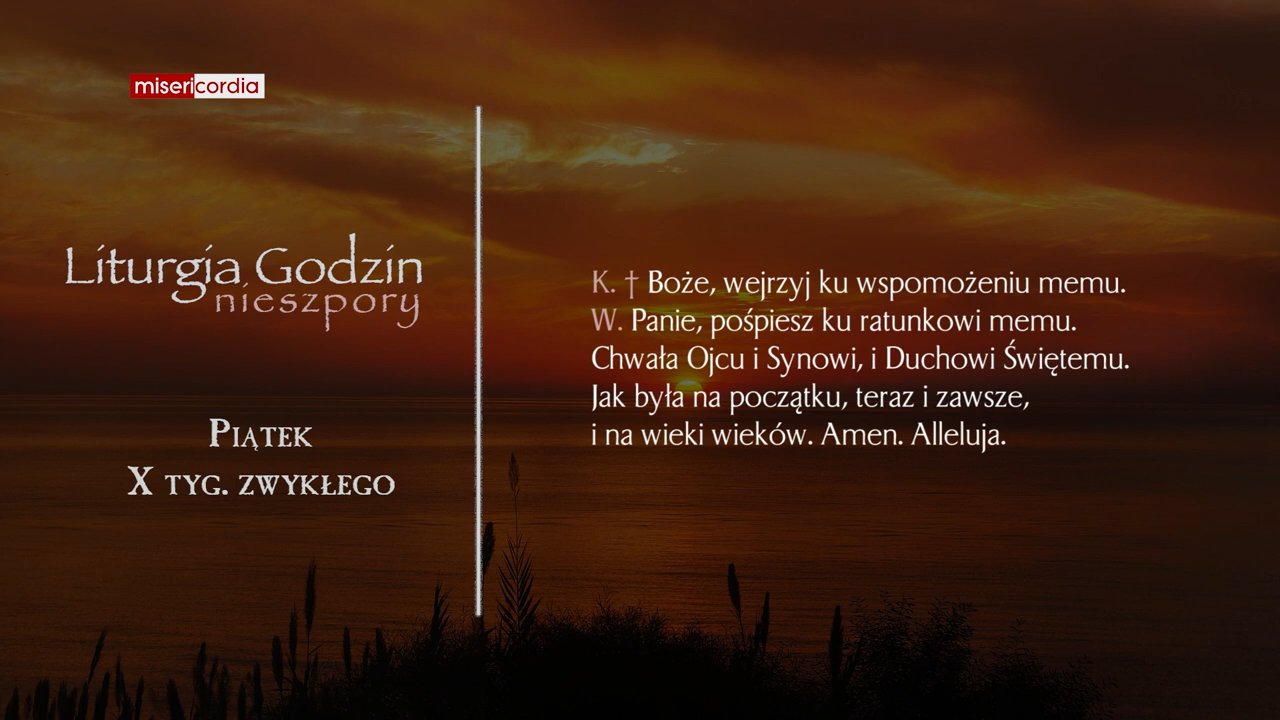 misericordia
Liturgia Godzin
nieszpory
Piątek
X tyg. zwykłego
K. † Boże, wejrzyj ku wspomożeniu memu.
W. Panie, pośpiesz ku ratunkowi memu.
Chwała Ojcu i Synowi, i Duchowi Świętemu.
Jak była na początku, teraz i zawsze,
i na wieki wieków. Amen. Alleluja.